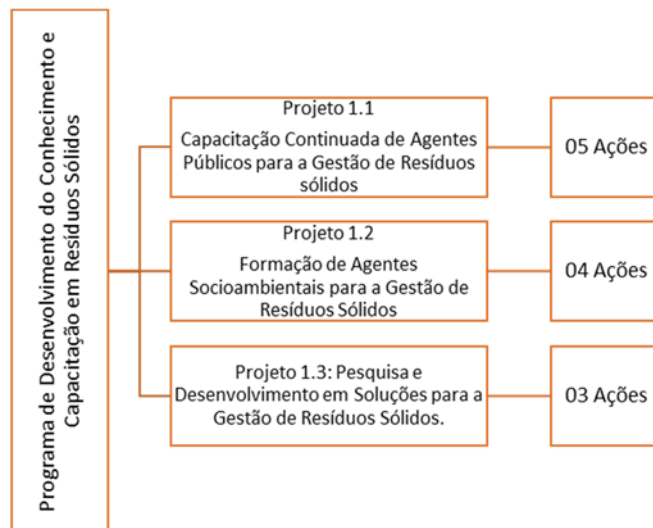 Programa de Desenvolvimento do Conhecimento e
Capacitação em Resíduos Sólidos
Projeto 1.1
Capacitação Continuada de Agentes
Públicos para a Gestão de Resíduos
sólidos
05 Ações
Projeto 1.2
Formação de Agentes
Socioambientais para a Gestão de
Resíduos Sólidos
04 Ações
Projeto 1.3: Pesquisa e
Desenvolvimento em Soluções para a
Gestão de Resíduos Sólidos.
03 Ações